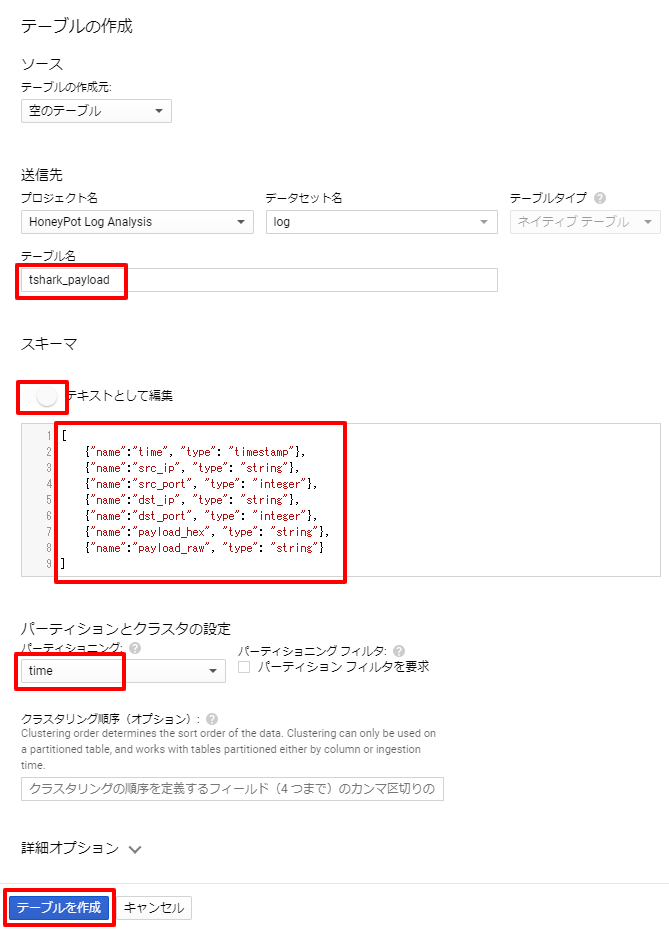 テーブルの作成
ソース
テーブルの作成元:
空のテーブル
送信先
プロジェクト名 データセット名 テーブルタイプ ?
HoneyPot Log Analysis log ネイティブ テーブル
テーブル名
tshark_payload
スキーマ
テキストとして編集
1 [
2 {"name":"time", "type": "timestamp"},
3 {"name":"src_ip", "type": "string"},
4 {"name":"src_port", "type": "integer"},
5 {"name":"dst_ip", "type": "string"},
6 {"name":"dst_port", "type": "integer"},
7 {"name":"payload_hex", "type": "string"},
8 {"name":"payload_raw", "type": "string"}
9 ]
パーティションとクラスタの設定
パーティショニング: ? パーティショニング フィルタ: ?
time パーティション フィルタを要求
クラスタリング順序（オプション）: ?
Clustering order determines the sort order of the data. Clustering can only be used on
a partitioned table, and works with tables partitioned either by column or ingestion
time.
クラスタリングの順序を定義するフィールド（4 つまで）のカンマ区切りの
詳細オプション
テーブルを作成 キャンセル